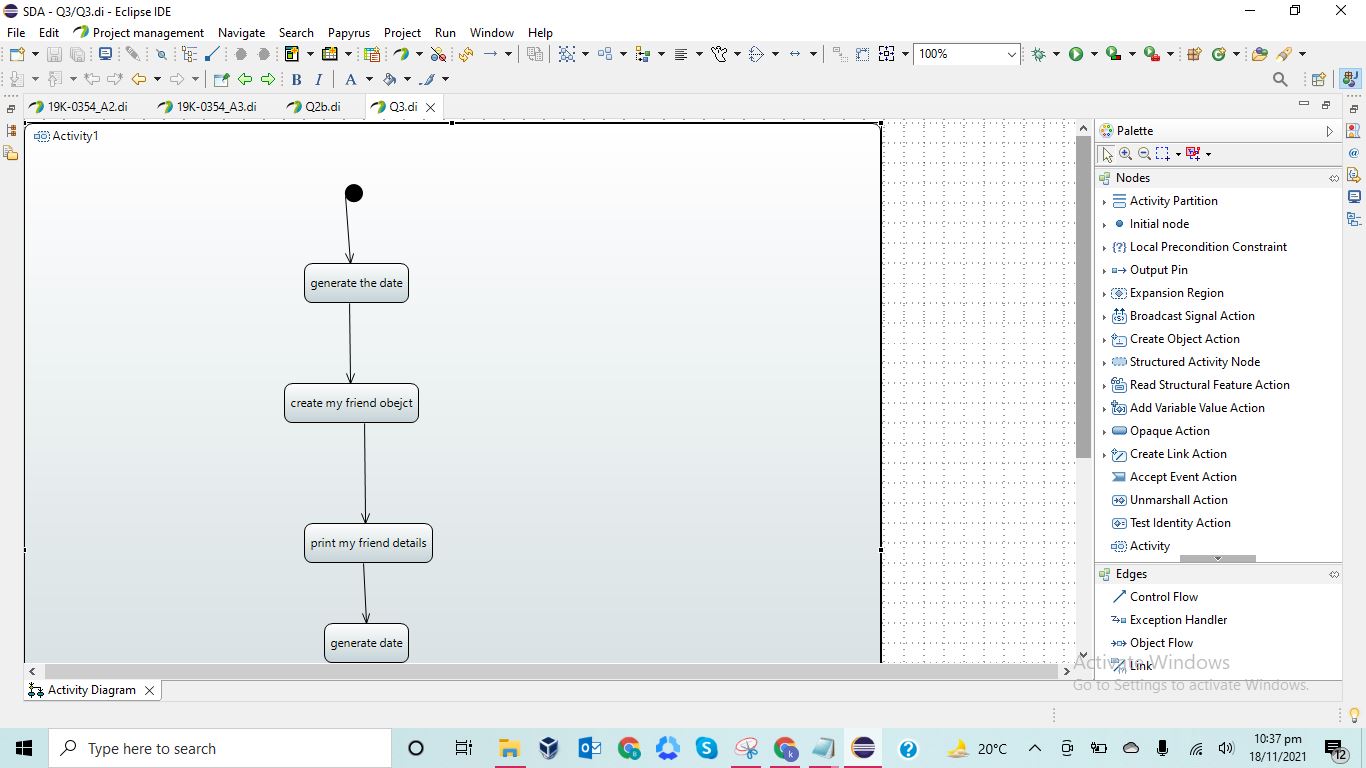 SDA - Q3/Q3.di - Eclipse IDE
File Edit Project management Navigate Search Papyrus Project Run Window Help
100%
B I A
19K-0354_A2.di 19K-0354_A3.di Q2b.di Q3.di
Activity1
generate the date
create my friend obejct
print my friend details
generate date
Palette
Nodes
Activity Partition
Initial node
Local Precondition Constraint
Output Pin
Expansion Region
Broadcast Signal Action
Create Object Action
Structured Activity Node
Read Structural Feature Action
Add Variable Value Action
Opaque Action
Create Link Action
Accept Event Action
Unmarshall Action
Test Identity Action
Activity
Edges
Control Flow
Exception Handler
Object Flow
Link
Activate Windows
Go to Settings to activate Windows.
Activity Diagram
Type here to search
20°C
10:37 pm
18/11/2021
12